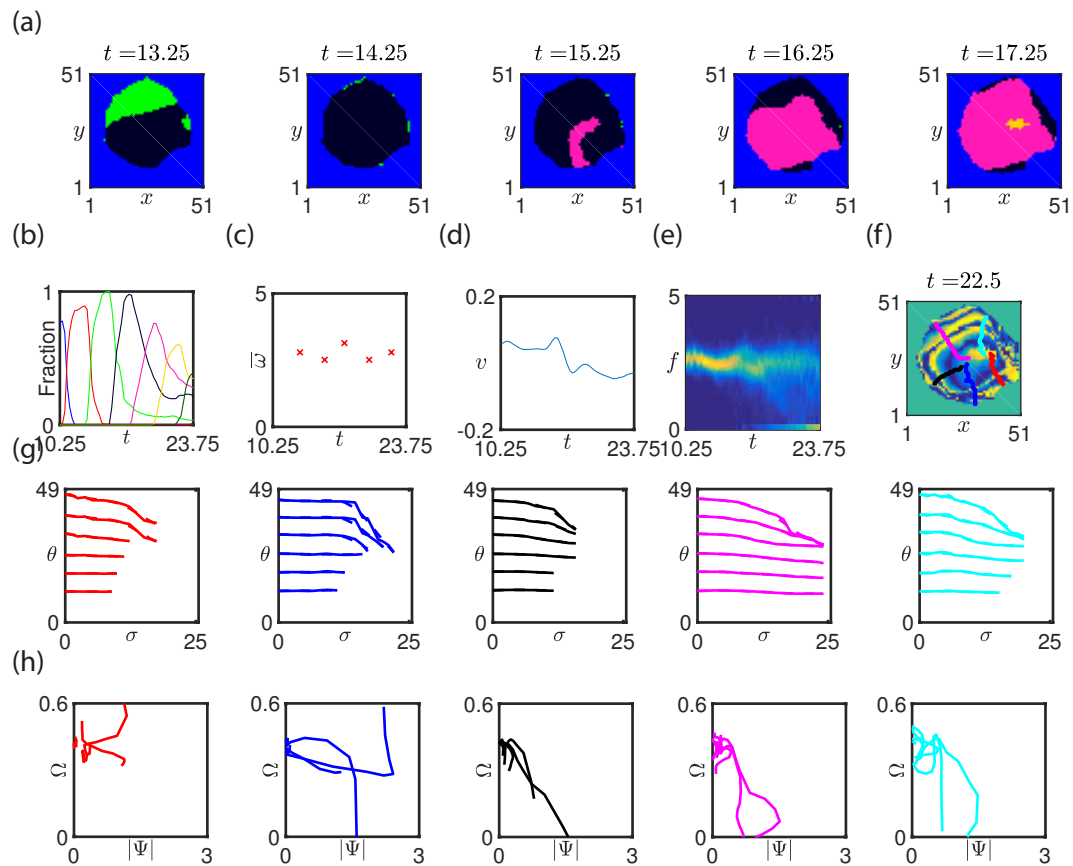 (a)
t =13.25 t =14.25 t =15.25 t =16.25 t =17.25
51 51 51 51 51
y y y y y
1 1 1 1 1
1 x 51 1 x 51 1 x 51 1 x 51 1 x 51
(b) (c) (d) (e) (f)
t =22.5
1 5 0.2 5 51
Fraction ω̅ v f y
0 0 -0.2 0 1
10.25 t 23.75 10.25 t 23.75 10.25 t 23.75 10.25 t 23.75 1 x 51
(g)
49 49 49 49 49
θ θ θ θ θ
0 0 0 0 0
0 σ 25 0 σ 25 0 σ 25 0 σ 25 0 σ 25
(h)
0.6 0.6 0.6 0.6 0.6
Ω Ω Ω Ω Ω
0 0 0 0 0
0 |Ψ| 3 0 |Ψ| 3 0 |Ψ| 3 0 |Ψ| 3 0 |Ψ| 3